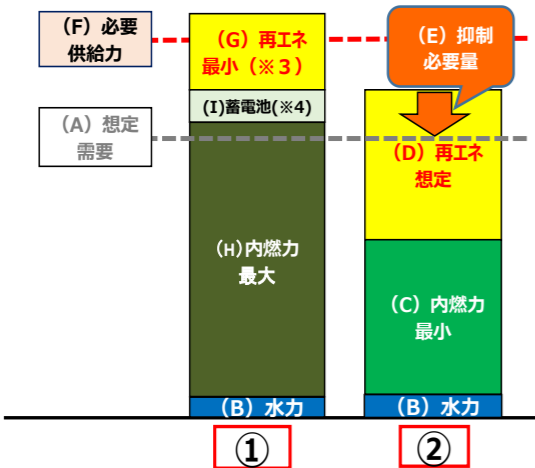 （F）必要
供給力
（G）再エネ
最小（※３）
（E）抑制
必要量
(I)蓄電池(※4)
（A）想定
需要
（D）再エネ
想定
（H）内燃力
最大
（C）内燃力
最小
（B）水力
（B）水力
①
②